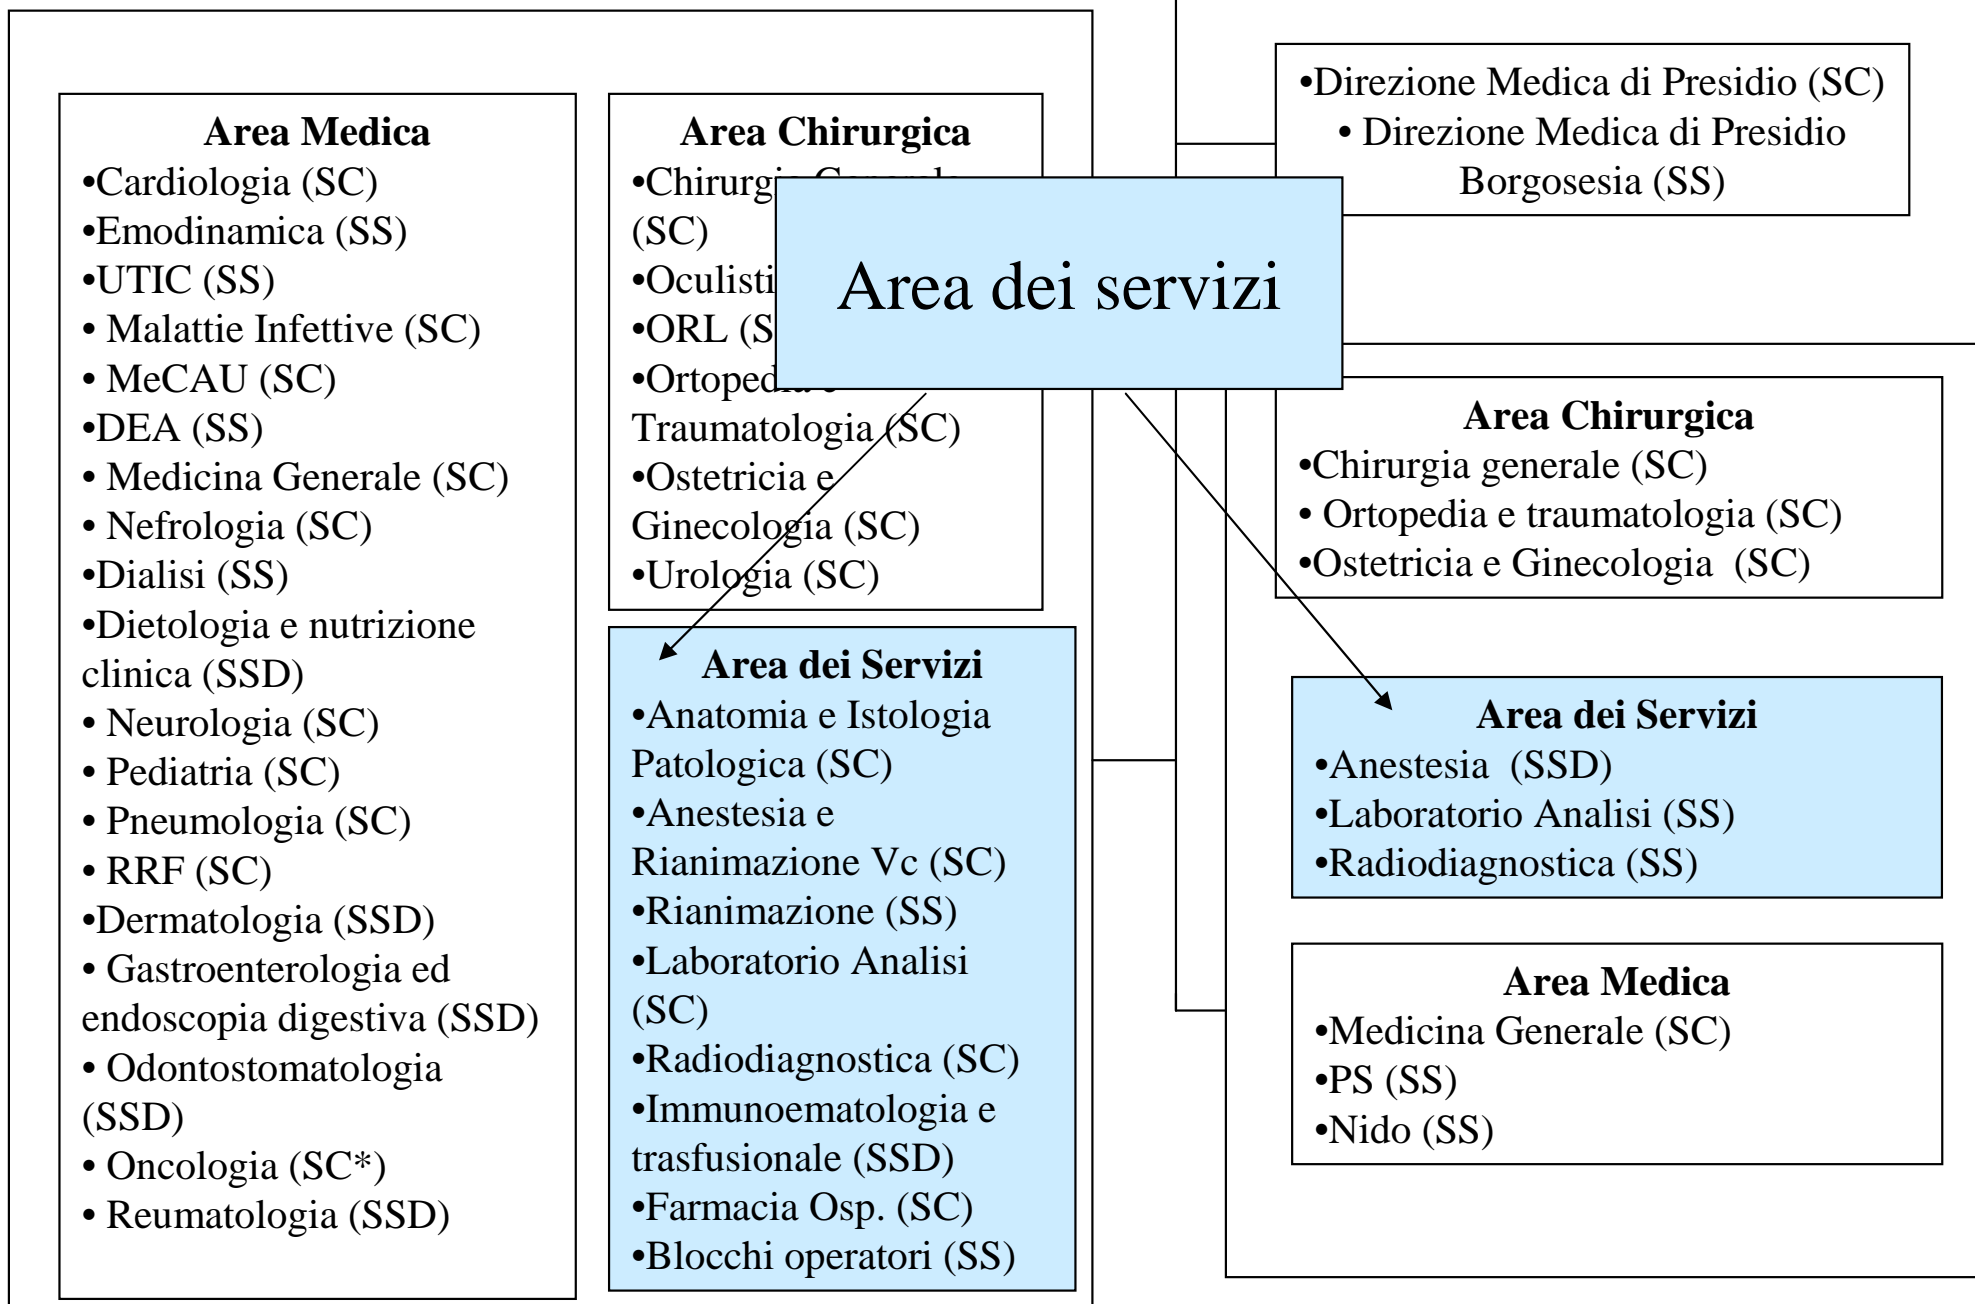 Area Medica
•Cardiologia (SC)
•Emodinamica (SS)
•UTIC (SS)
• Malattie Infettive (SC)
• MeCAU (SC)
•DEA (SS)
• Medicina Generale (SC)
• Nefrologia (SC)
•Dialisi (SS)
•Dietologia e nutrizione
clinica (SSD)
• Neurologia (SC)
• Pediatria (SC)
• Pneumologia (SC)
• RRF (SC)
•Dermatologia (SSD)
• Gastroenterologia ed
endoscopia digestiva (SSD)
• Odontostomatologia
(SSD)
• Oncologia (SC*)
• Reumatologia (SSD)
Area Chirurgica
•Chirurgia Generale
(SC)
•ORL
•Ortopedia e
Traumatologia (SC)
•Ostetricia e
Ginecologia (SC)
•Urologia (SC)
Area dei servizi
Area dei Servizi
•Anatomia e Istologia
Patologica (SC)
•Anestesia e
Rianimazione Vc (SC)
•Rianimazione (SS)
•Laboratorio Analisi
(SC)
•Radiodiagnostica (SC)
•Immunoematologia e
trasfusionale (SSD)
•Farmacia Osp. (SC)
•Blocchi operatori (SS)
•Direzione Medica di Presidio (SC)
• Direzione Medica di Presidio
Borgosesia (SS)
Area Chirurgica
•Chirurgia generale (SC)
• Ortopedia e traumatologia (SC)
•Ostetricia e Ginecologia (SC)
Area dei Servizi
•Anestesia (SSD)
•Laboratorio Analisi (SS)
•Radiodiagnostica (SS)
Area Medica
•Medicina Generale (SC)
•PS (SS)
•Nido (SS)